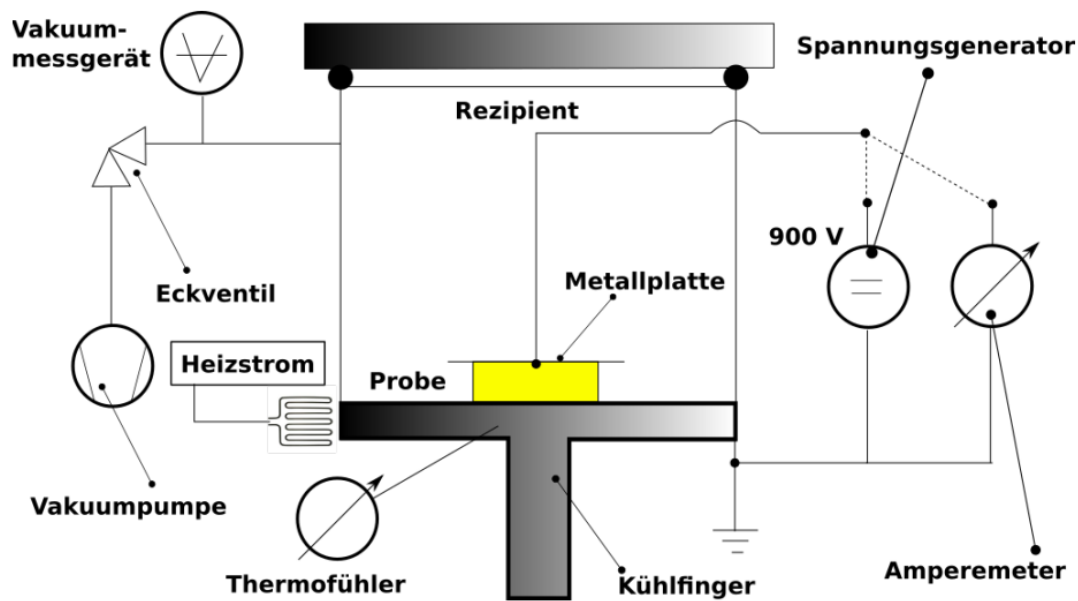 Vakuum-
messgerät
Spannungsgenerator
Rezipient
900 V
Eckventil
Metallplatte
Heizstrom
Probe
Vakuumpumpe
Thermofühler
Kühlfinger
Amperemeter